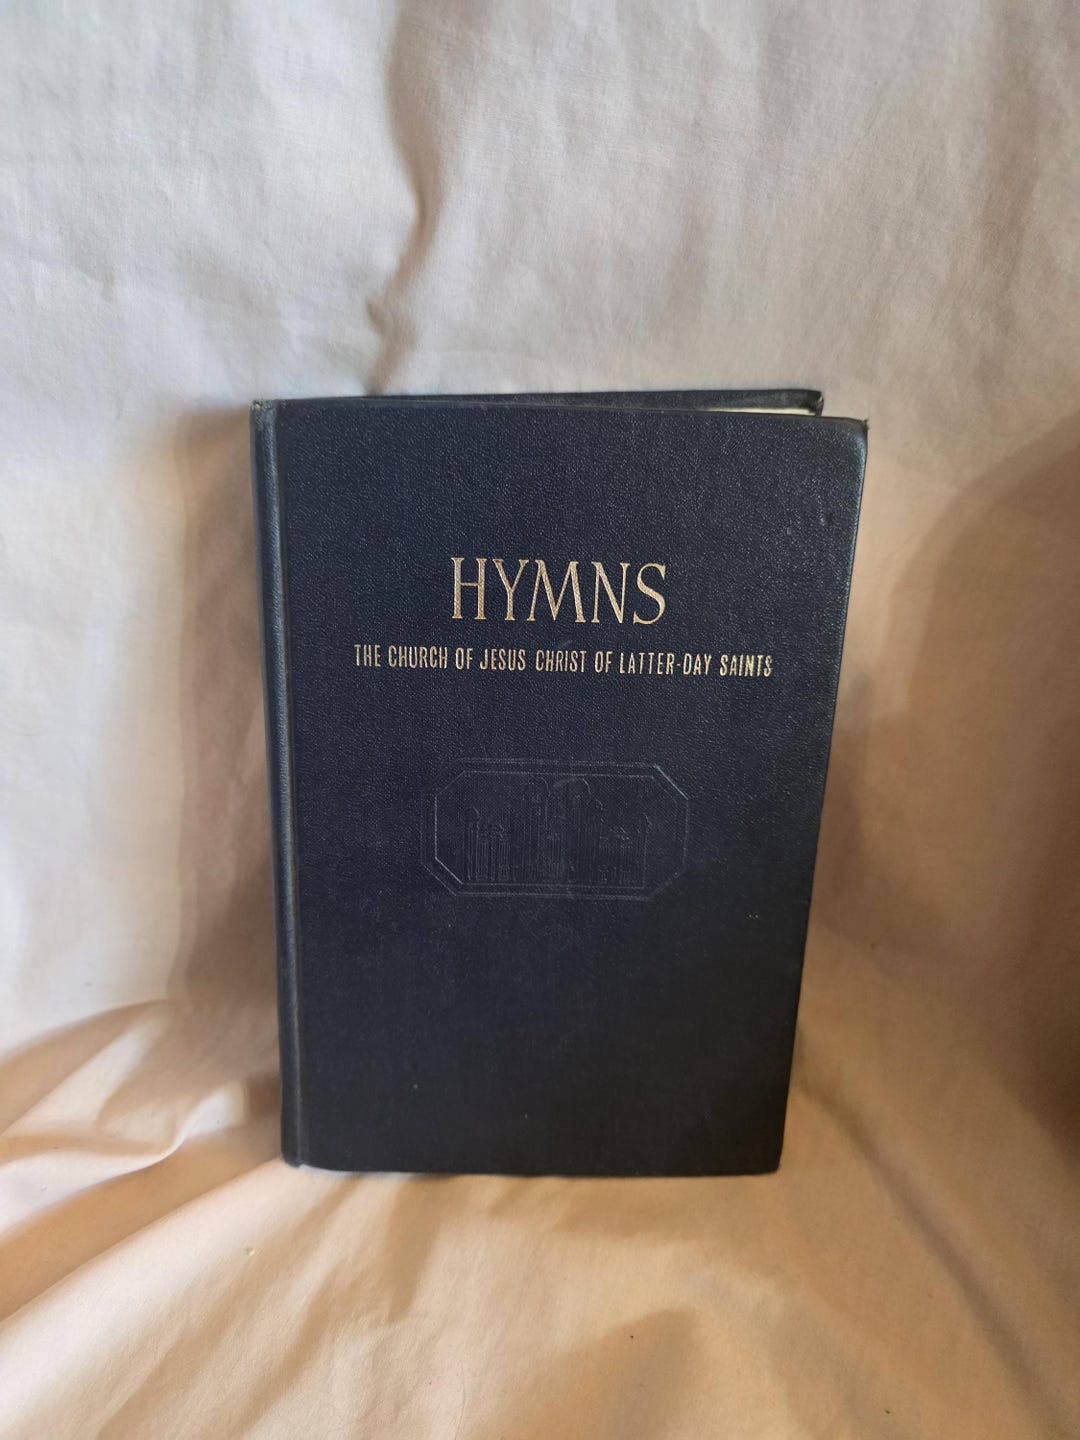 HYMNS
THE CHURCH OF JESUS CHRIST OF LATTER-DAY SAINTS